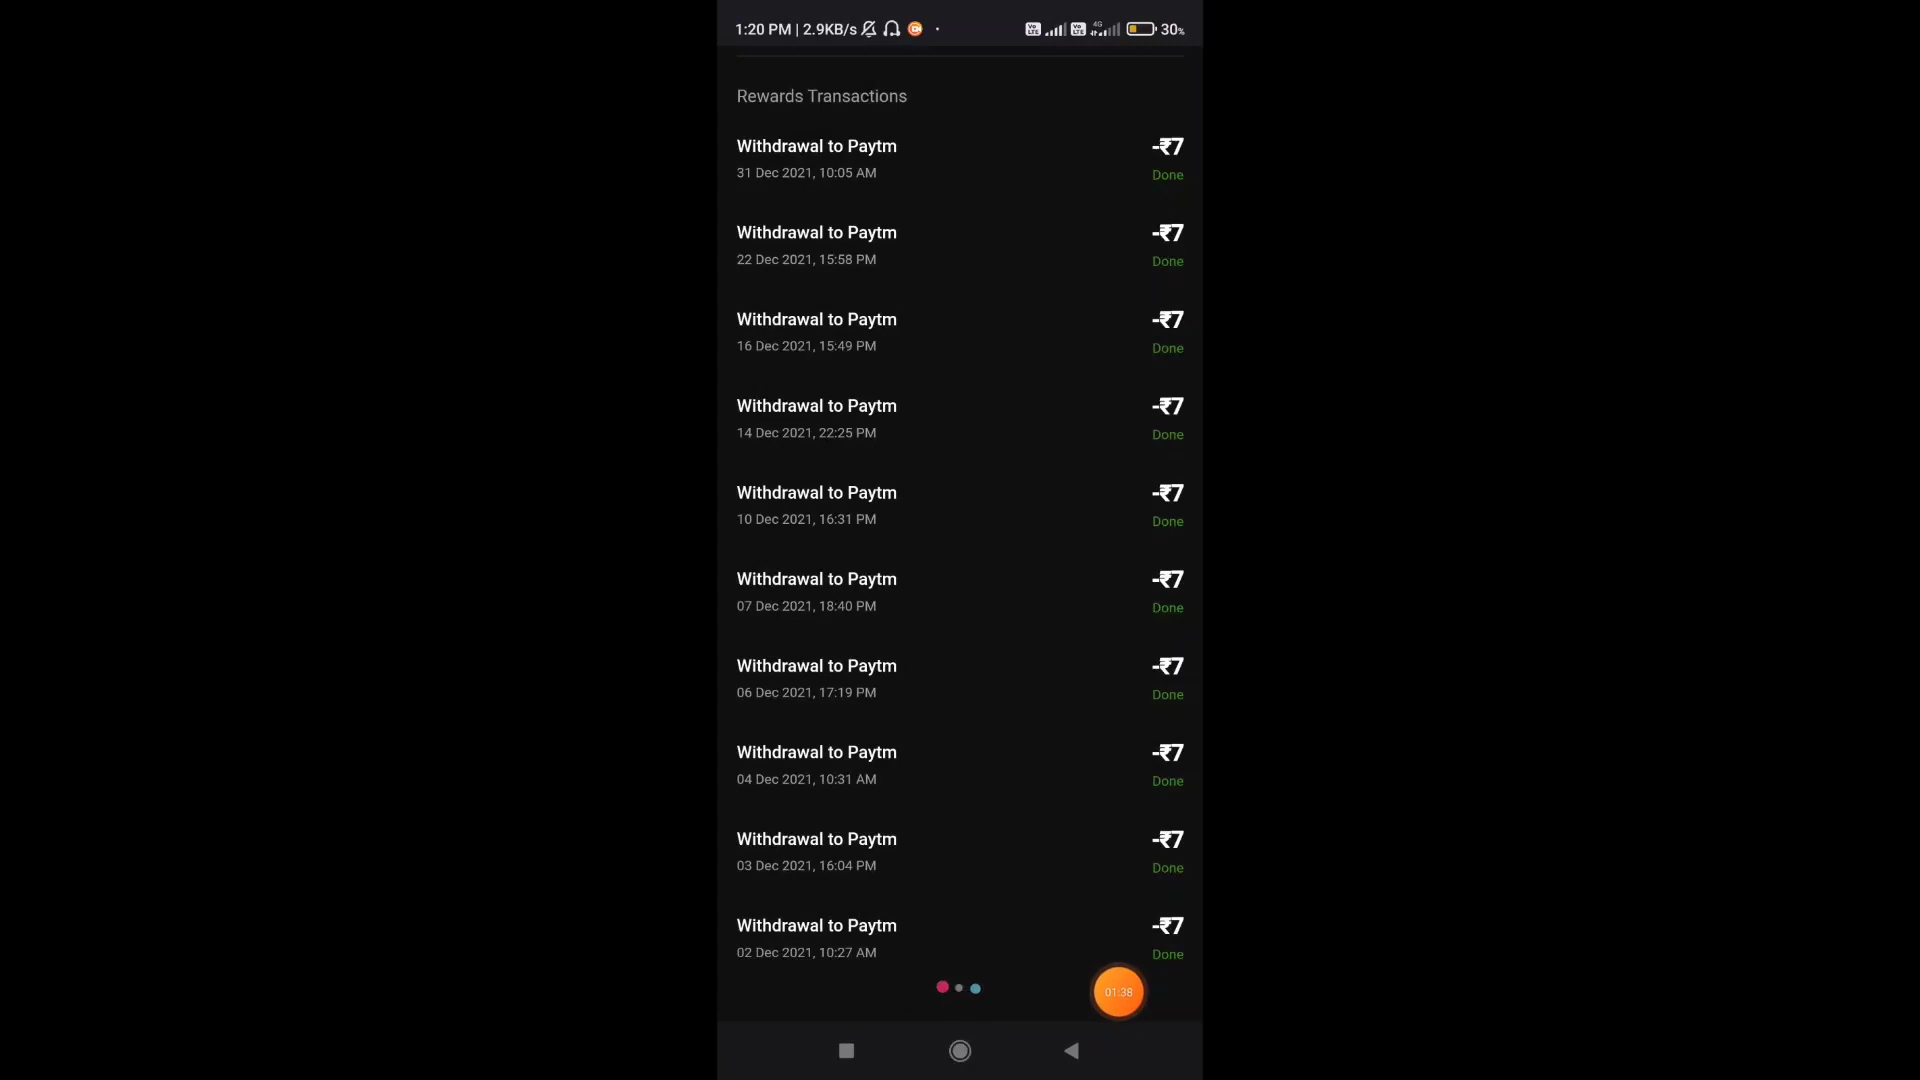 1:20 PM | 2.9KB/s 30%
Rewards Transactions
Withdrawal to Paytm -₹7
31 Dec 2021, 10:05 AM Done
Withdrawal to Paytm -₹7
22 Dec 2021, 15:58 PM Done
Withdrawal to Paytm -₹7
16 Dec 2021, 15:49 PM Done
Withdrawal to Paytm -₹7
14 Dec 2021, 22:25 PM Done
Withdrawal to Paytm -₹7
10 Dec 2021, 16:31 PM Done
Withdrawal to Paytm -₹7
07 Dec 2021, 18:40 PM Done
Withdrawal to Paytm -₹7
06 Dec 2021, 17:19 PM Done
Withdrawal to Paytm -₹7
04 Dec 2021, 10:31 AM Done
Withdrawal to Paytm -₹7
03 Dec 2021, 16:04 PM Done
Withdrawal to Paytm -₹7
02 Dec 2021, 10:27 AM Done
01:38